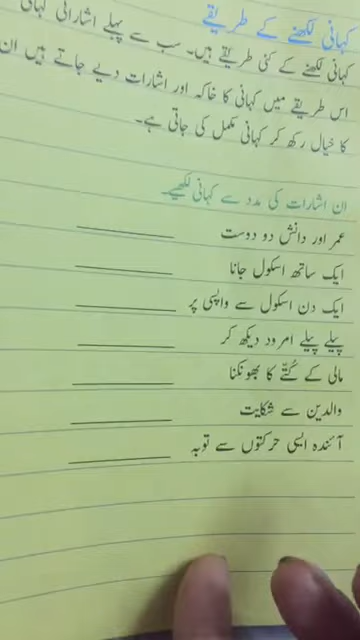 کہانی لکھنے کے طریقے
کہانی لکھنے کے کئی طریقے ہیں۔ سب سے پہلے اشاراتی کہانی
اس طریقے میں کہانی کا خاکہ اور اشارات دیے جاتے ہیں ان
کا خیال رکھ کر کہانی مکمل کی جاتی ہے۔
ان اشارات کی مدد سے کہانی لکھیے۔
عمر اور دانش دو دوست
ایک ساتھ اسکول جانا
ایک دن اسکول سے واپسی پر
پیلے پیلے امرود دیکھ کر
مالی کے کُتّے کا بھونکنا
والدین سے شکایت
آئندہ ایسی حرکتوں سے توبہ